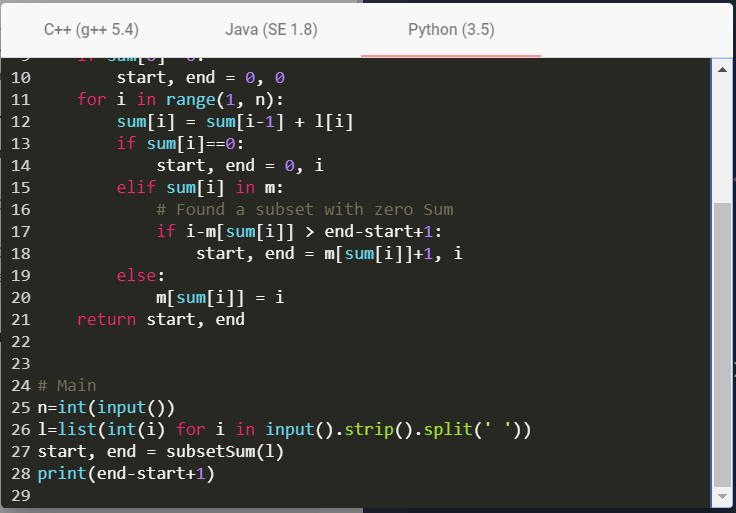 C++ (g++ 5.4) Java (SE 1.8) Python (3.5)
10 start, end = 0, 0
11 for i in range(1, n):
12 sum[i] = sum[i-1] + l[i]
13 if sum[i]==0:
14 start, end = 0, i
15 elif sum[i] in m:
16 # Found a subset with zero Sum
17 if i-m[sum[i]] > end-start+1:
18 start, end = m[sum[i]]+1, i
19 else:
20 m[sum[i]] = i
21 return start, end
22
23
24 # Main
25 n=int(input())
26 l=list(int(i) for i in input().strip().split(' '))
27 start, end = subsetSum(l)
28 print(end-start+1)
29